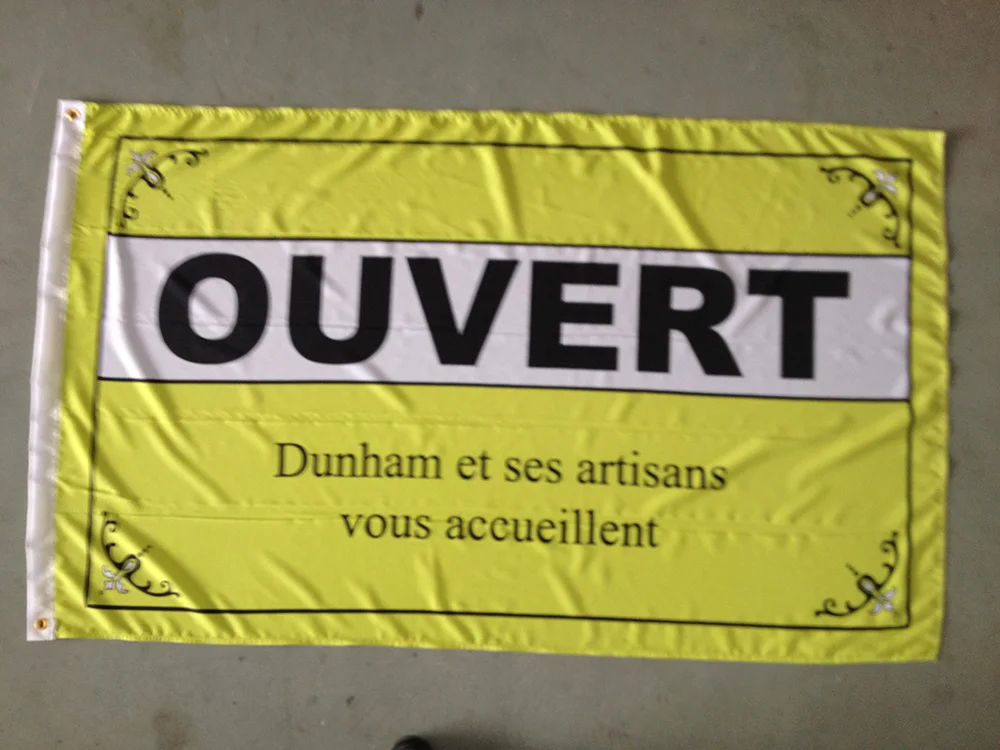 OUVERT
Dunham et ses artisans
vous accueillent